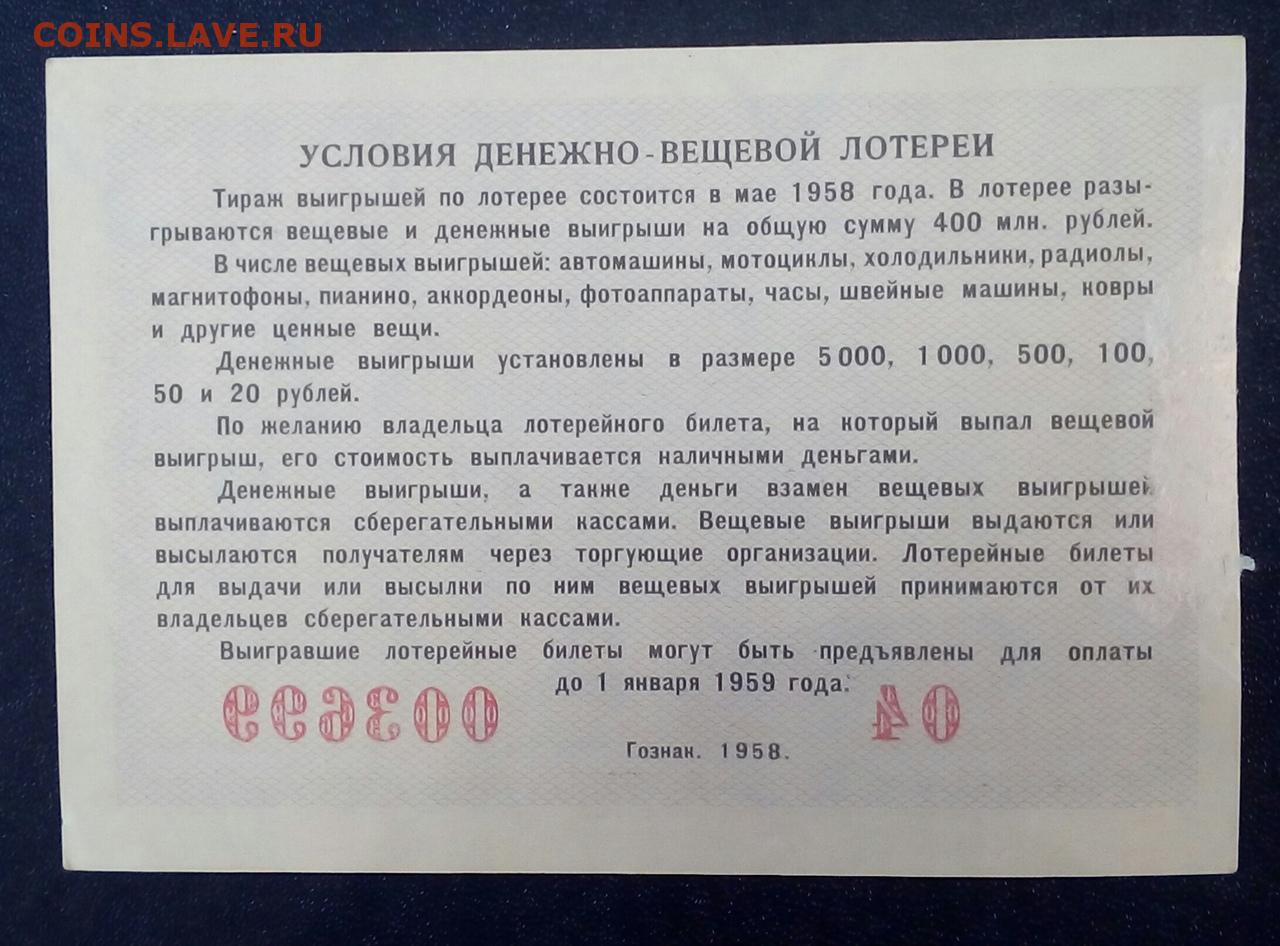 COINS.LAVE.RU
УСЛОВИЯ ДЕНЕЖНО-ВЕЩЕВОЙ ЛОТЕРЕИ
Тираж выигрышей по лотерее состоится в мае 1958 года. В лотерее разы-
грываются вещевые и денежные выигрыши на общую сумму 400 млн. рублей.
В числе вещевых выигрышей: автомашины, мотоциклы, холодильники, радиолы,
магнитофоны, пианино, аккордеоны, фотоаппараты, часы, швейные машины, ковры
и другие ценные вещи.
Денежные выигрыши установлены в размере 5 000, 1 000, 500, 100,
50 и 20 рублей.
По желанию владельца лотерейного билета, на который выпал вещевой
выигрыш, его стоимость выплачивается наличными деньгами.
Денежные выигрыши, а также деньги взамен вещевых выигрышей
выплачиваются сберегательными кассами. Вещевые выигрыши выдаются или
высылаются получателям через торгующие организации. Лотерейные билеты
для выдачи или высылки по ним вещевых выигрышей принимаются от их
владельцев сберегательными кассами.
Выигравшие лотерейные билеты могут быть предъявлены для оплаты
до 1 января 1959 года.
0036699 40
Гознак. 1958.